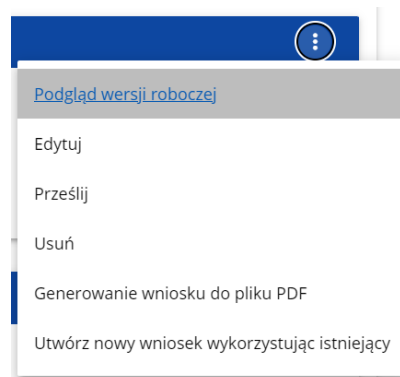 Podgląd wersji roboczej
Edytuj
Prześlij
Usuń
Generowanie wniosku do pliku PDF
Utwórz nowy wniosek wykorzystując istniejący